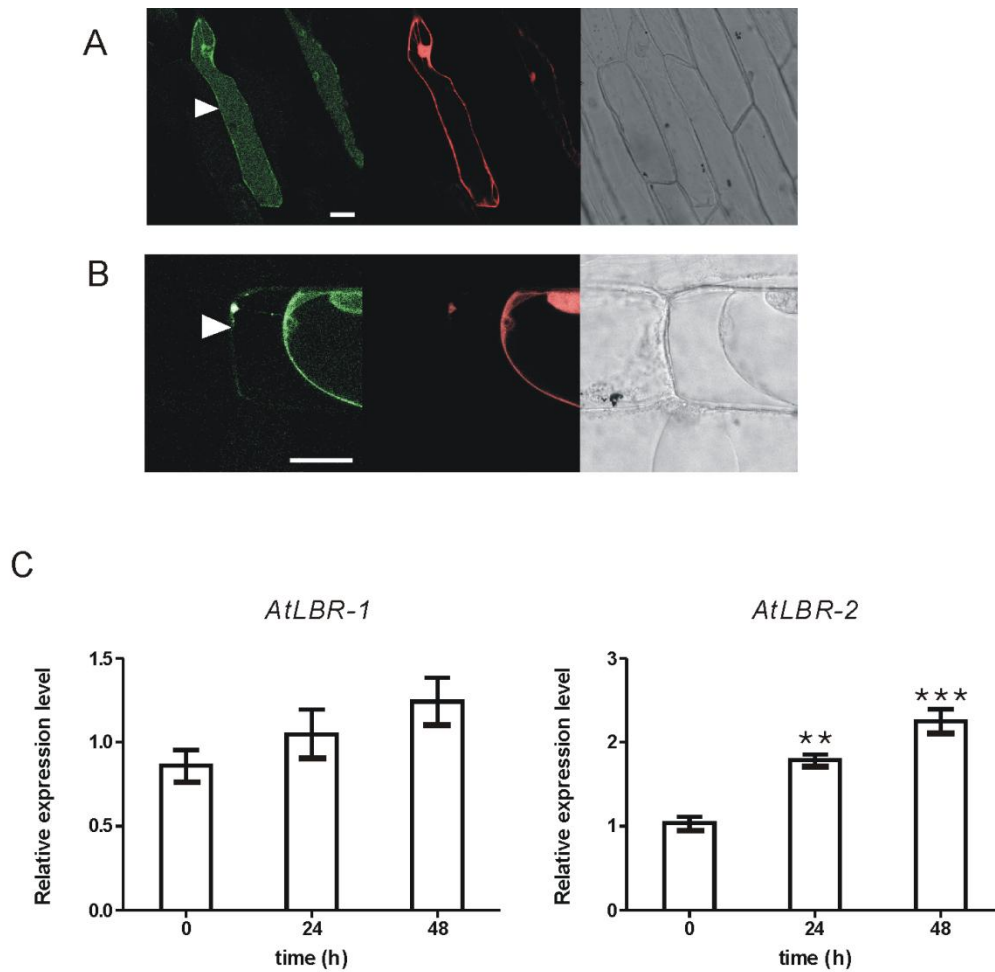 A
B
C
AtLBR-1
Relative expression level
1.5
1.0
0.5
0.0
0 24 48
time (h)
AtLBR-2
Relative expression level
3
2
1
0
** ***
0 24 48
time (h)